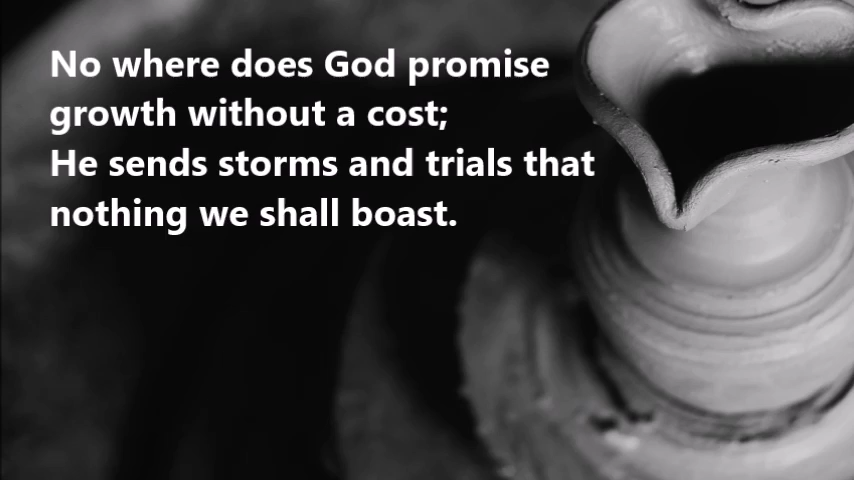 No where does God promise
growth without a cost;
He sends storms and trials that
nothing we shall boast.